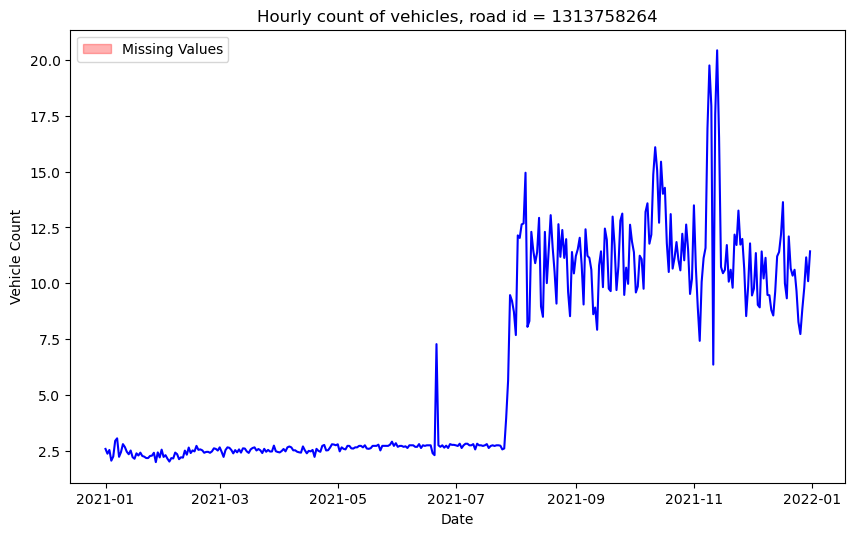 Hourly count of vehicles, road id = 1313758264
Missing Values
Vehicle Count
20.0
17.5
15.0
12.5
10.0
7.5
5.0
2.5
2021-01 2021-03 2021-05 2021-07 2021-09 2021-11 2022-01
Date